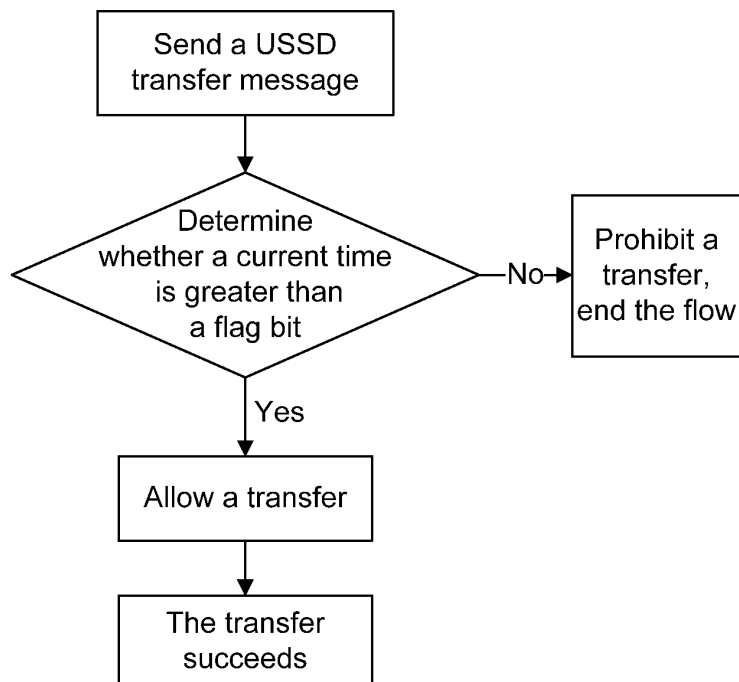 Send a USSD
transfer message
Determine
whether a current time
is greater than
a flag bit
No
Prohibit a
transfer,
end the flow
Yes
Allow a transfer
The transfer
succeeds